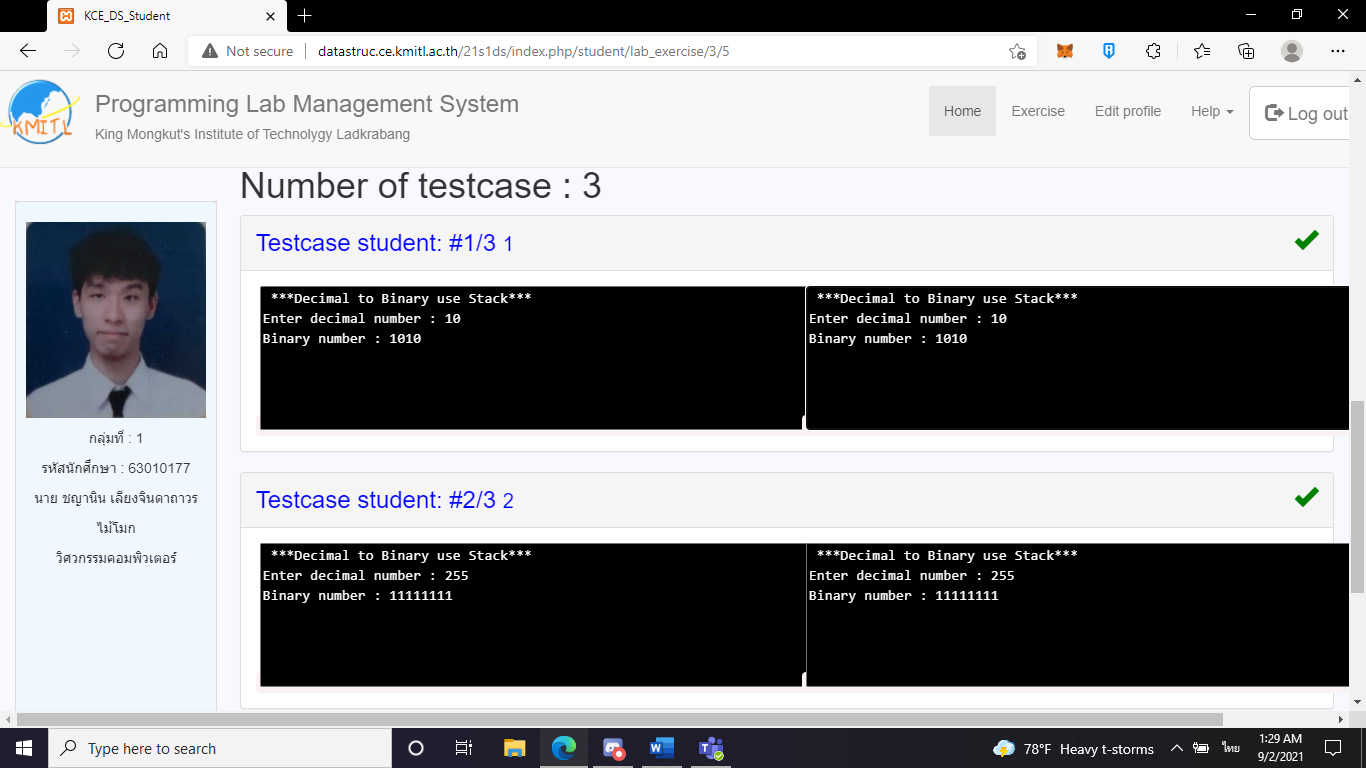 KCE_DS_Student
Not secure
datastruc.ce.kmitl.ac.th/21s1ds/index.php/student/lab_exercise/3/5
KMITL
Programming Lab Management System
King Mongkut's Institute of Technolygy Ladkrabang
Home
Exercise
Edit profile
Help
Log out
กลุ่มที่ : 1
รหัสนักศึกษา : 63010177
นาย ชญานิน เลียงจินดาถาวร
ไม้โมก
วิศวกรรมคอมพิวเตอร์
Number of testcase : 3
Testcase student: #1/3 1
***Decimal to Binary use Stack***
Enter decimal number : 10
Binary number : 1010
***Decimal to Binary use Stack***
Enter decimal number : 10
Binary number : 1010
Testcase student: #2/3 2
***Decimal to Binary use Stack***
Enter decimal number : 255
Binary number : 11111111
***Decimal to Binary use Stack***
Enter decimal number : 255
Binary number : 11111111
Type here to search
78°F Heavy t-storms
ไทย
1:29 AM
9/2/2021